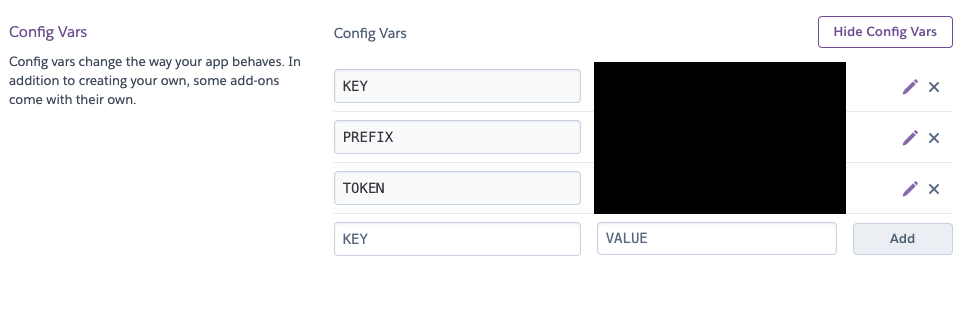 Config Vars
Config vars change the way your app behaves. In
addition to creating your own, some add-ons
come with their own.
Config Vars
Hide Config Vars
KEY
PREFIX
TOKEN
KEY
VALUE
Add